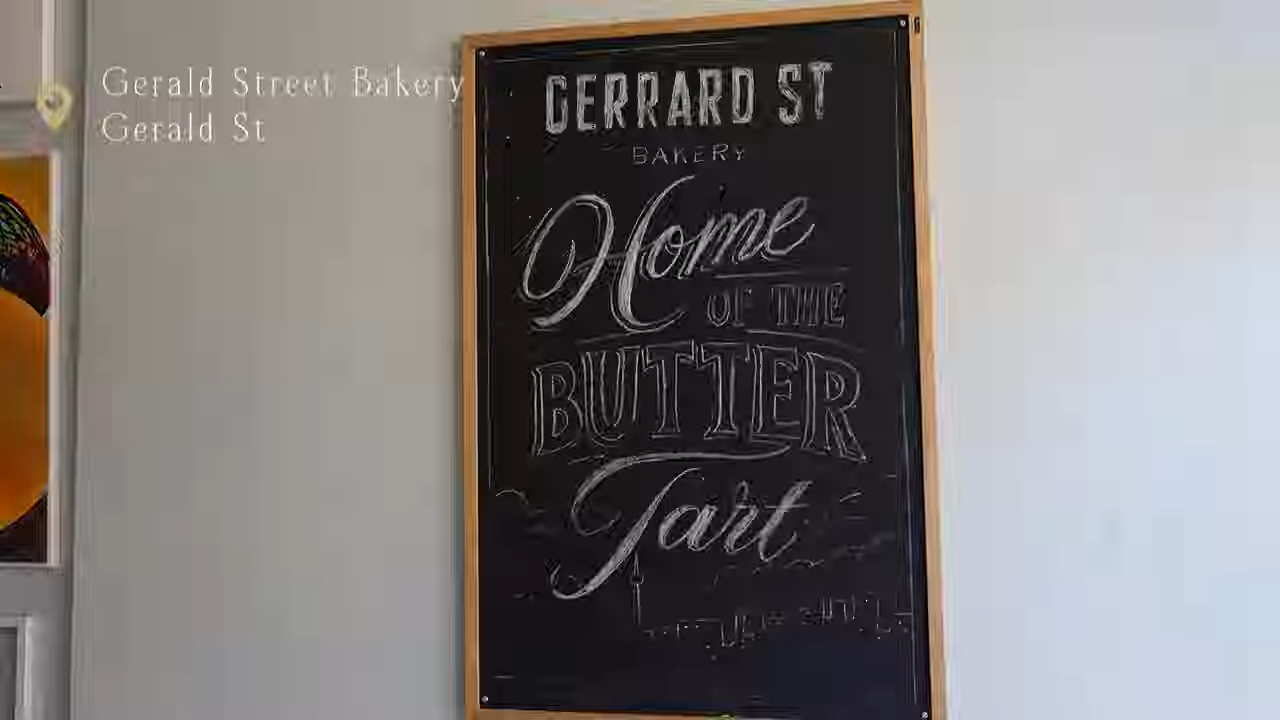 Gerald Street Bakery
Gerald St
GERRARD ST
BAKERY
Home
OF THE
BUTTER
Tart